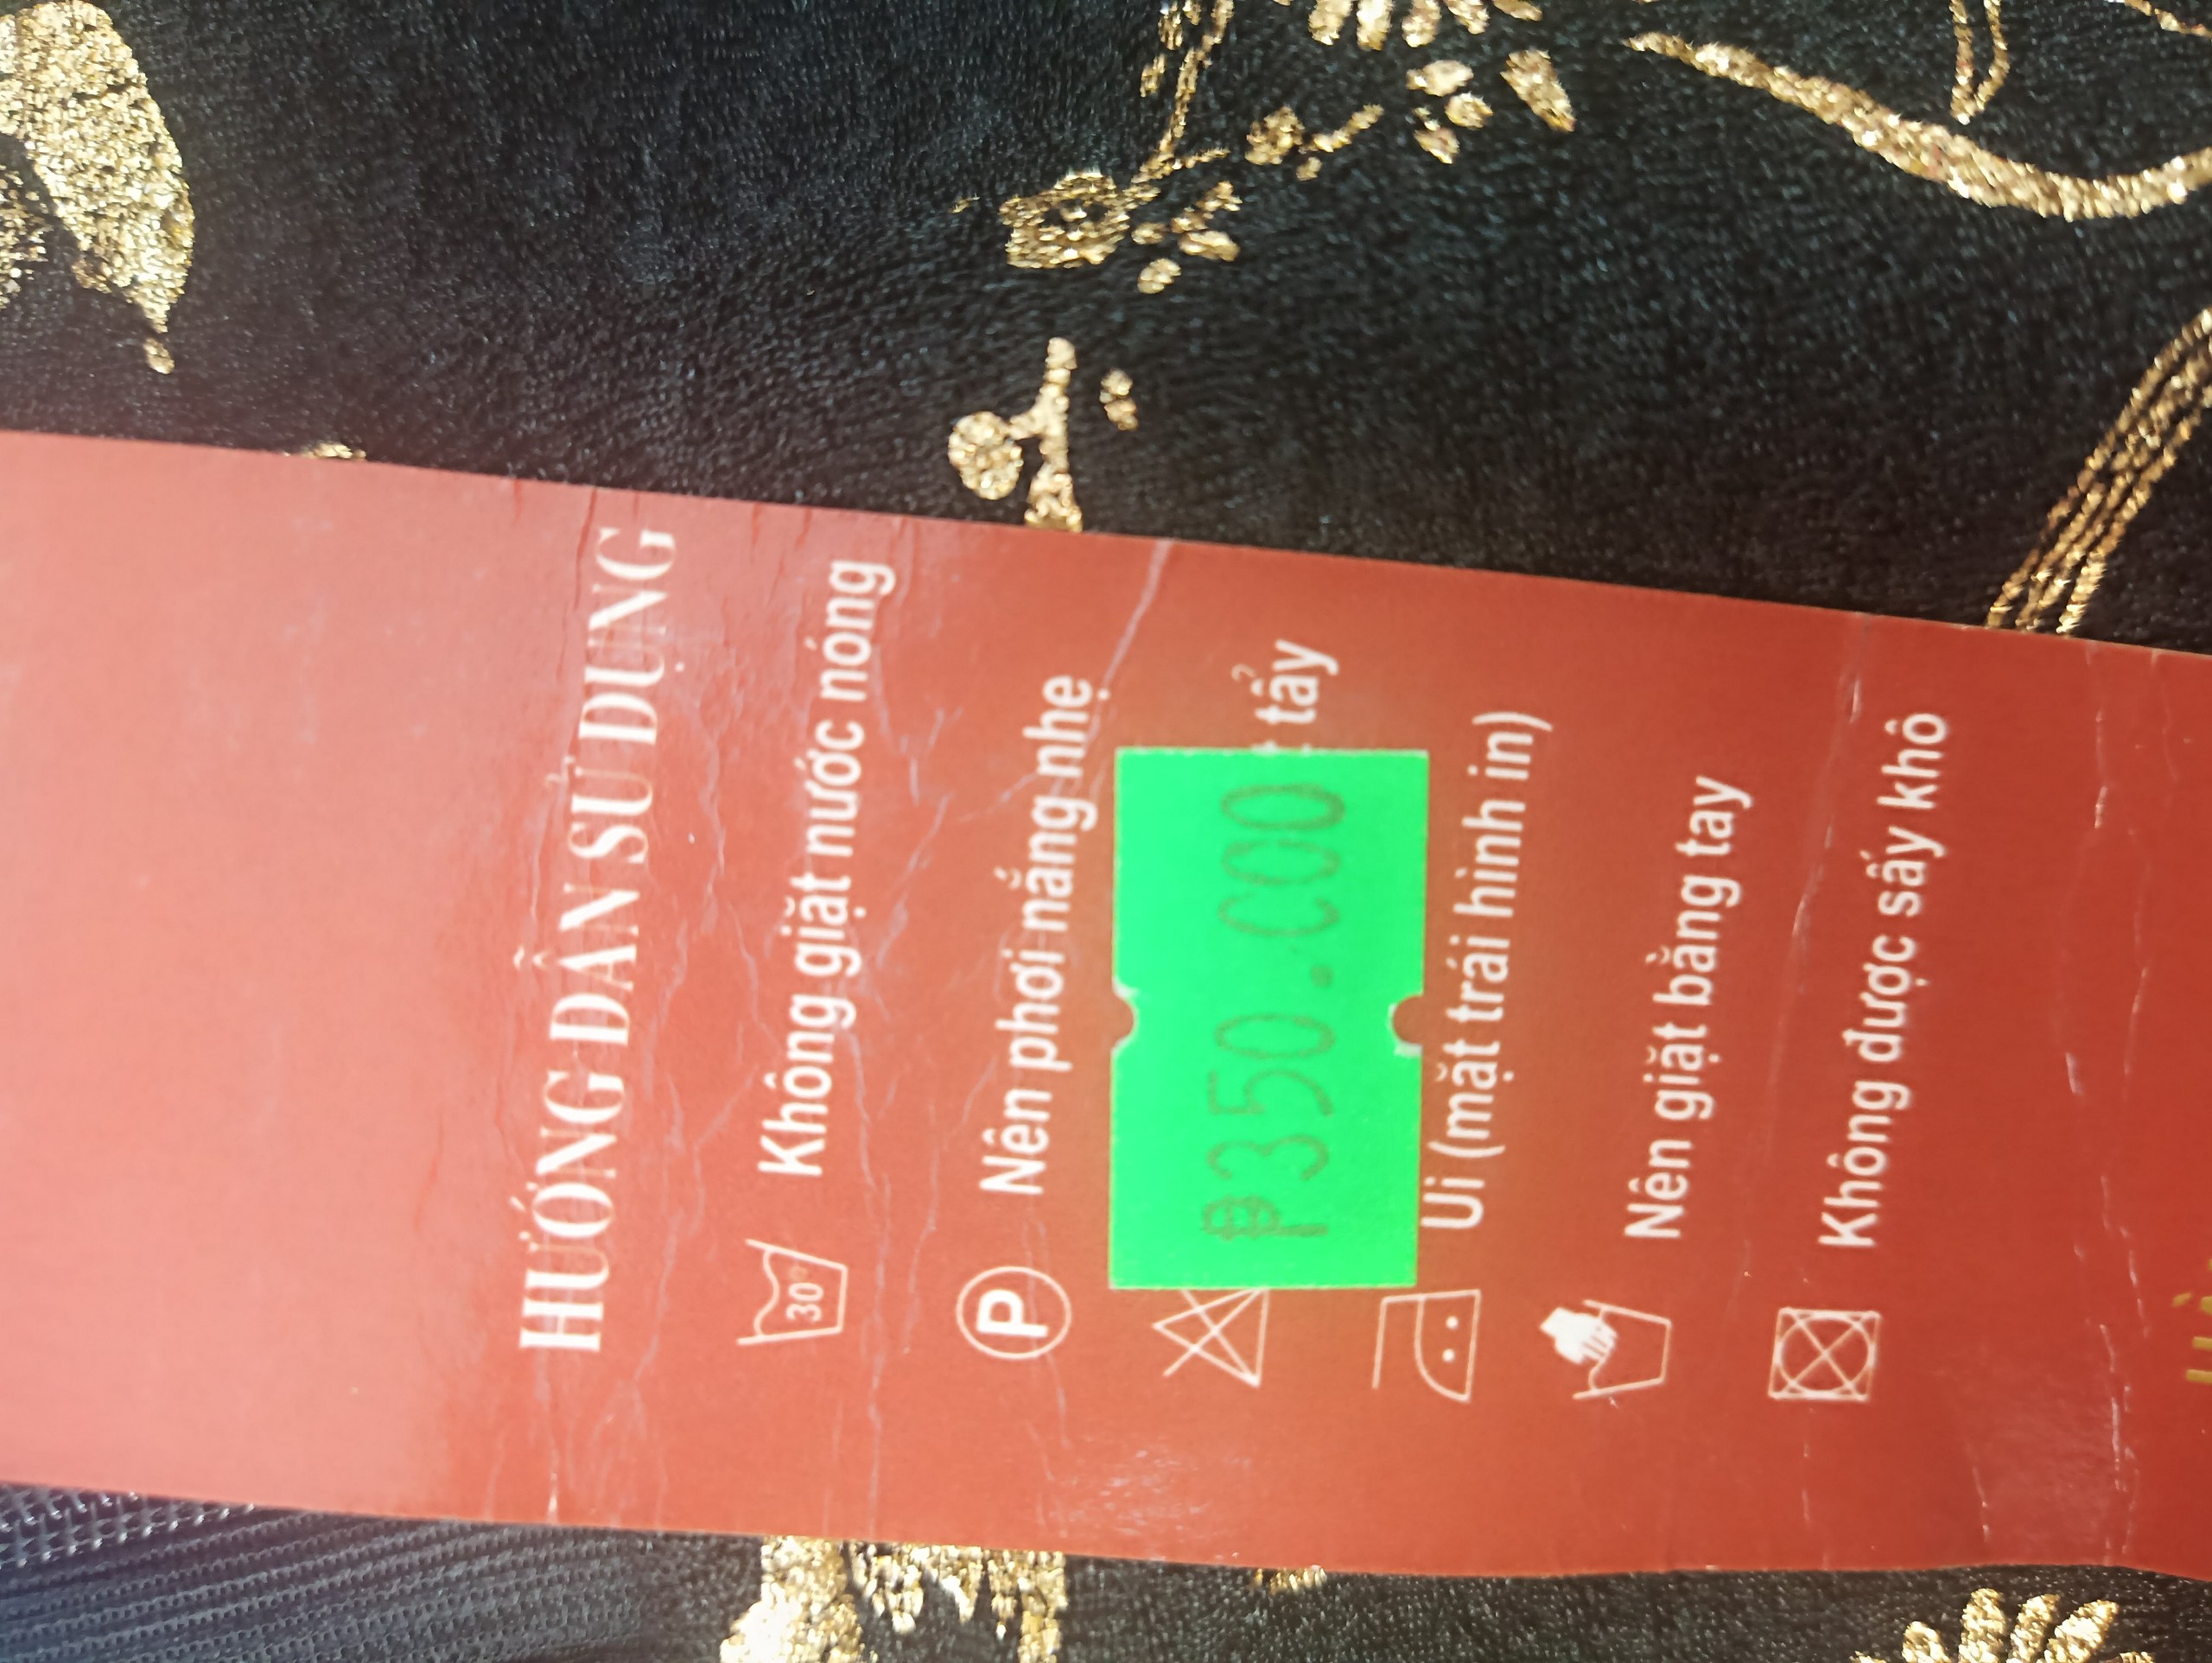 HƯỚNG DẪN SỬ DỤNG
30° Không giặt nước nóng
P Nên phơi nắng nhẹ
tẩy
₱350.000
Ủi (mặt trái hình in)
Nên giặt bằng tay
Không được sấy khô